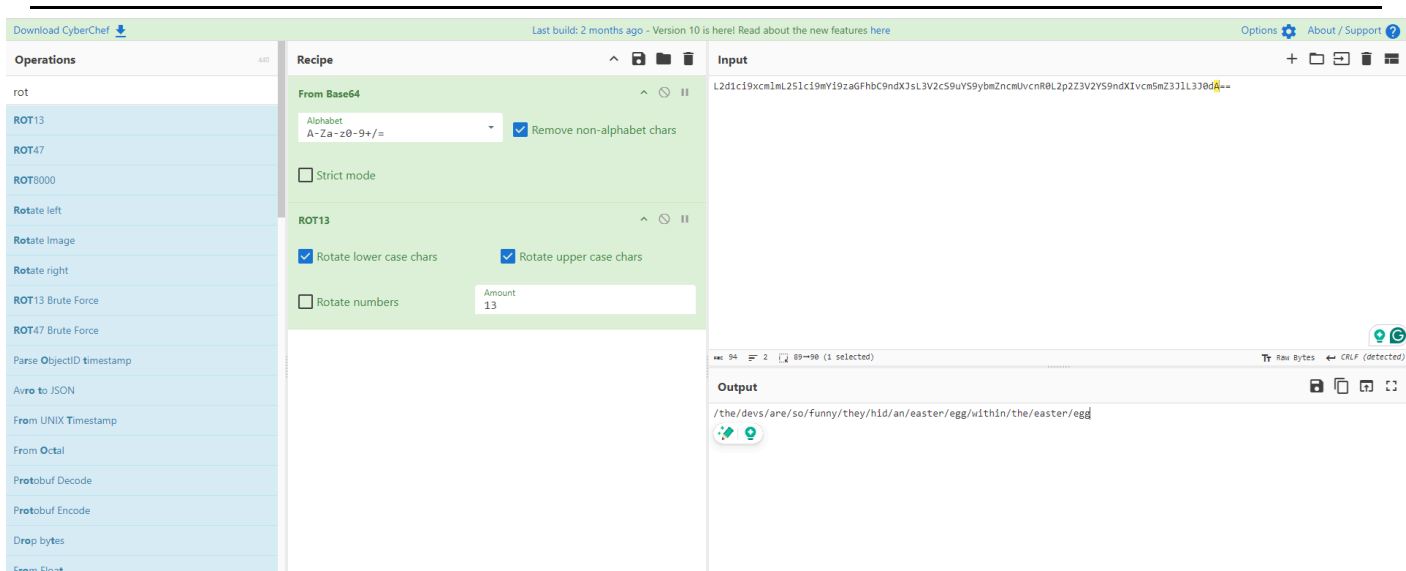 Download CyberChef
Last build: 2 months ago - Version 10 is here! Read about the new features here
Options
About / Support
Operations
440
rot
ROT13
ROT47
ROT8000
Rotate left
Rotate Image
Rotate right
ROT13 Brute Force
ROT47 Brute Force
Parse ObjectID timestamp
Avro to JSON
From UNIX Timestamp
From Octal
Protobuf Decode
Protobuf Encode
Drop bytes
From Float
Recipe
From Base64
Alphabet
A-Za-z0-9+/=
Remove non-alphabet chars
Strict mode
ROT13
Rotate lower case chars
Rotate upper case chars
Rotate numbers
Amount
13
Input
L2d1ci9xcmlmL25lci9mYi9zaGFhbC9ndXJsL3V2cS9uYS9ybmZncmUvcnR0L2p2Z3V2YS9ndXIvcm5mZ3JlL3J0dA==
94
2
89→90 (1 selected)
Raw Bytes
CRLF (detected)
Output
/the/devs/are/so/funny/they/hid/an/easter/egg/within/the/easter/egg